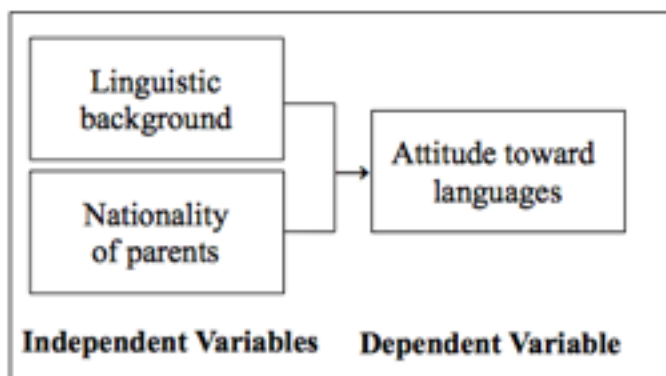 Linguistic
background
Nationality
of parents
Attitude toward
languages
Independent Variables
Dependent Variable